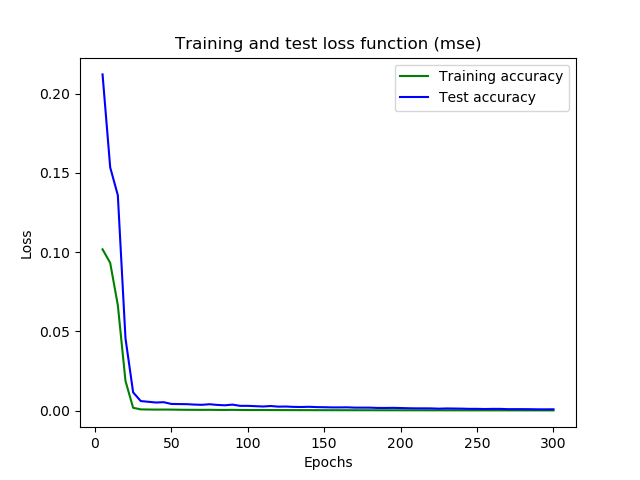 Training and test loss function (mse)
Training accuracy
Test accuracy
0.20
0.15
0.10
0.05
0.00
Loss
0 50 100 150 200 250 300
Epochs